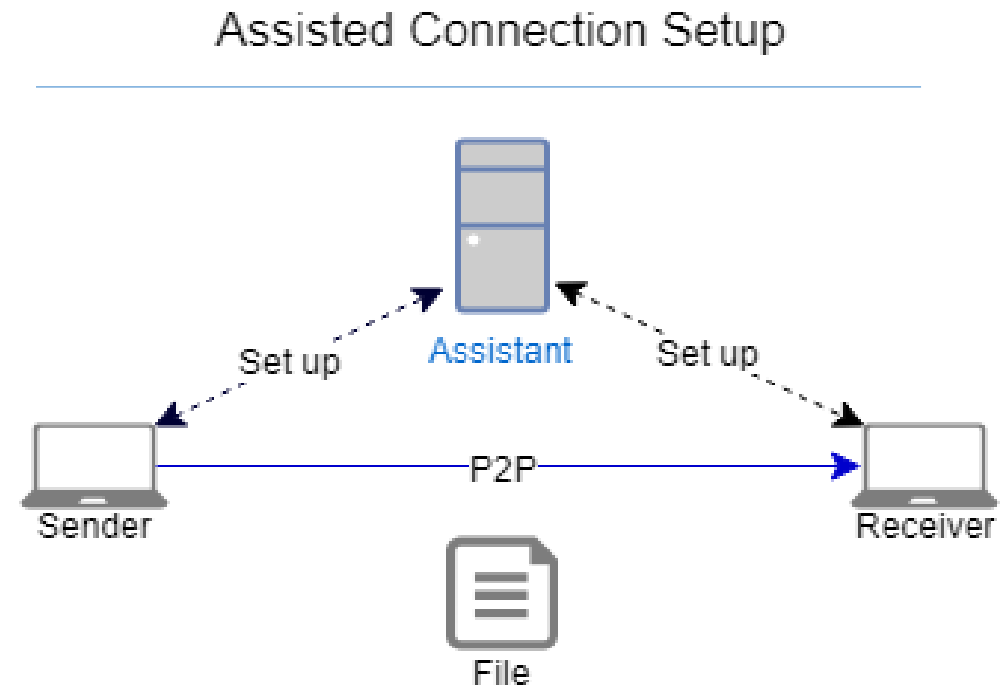 Assisted Connection Setup
Assistant
Set up
Set up
P2P
Sender
Receiver
File